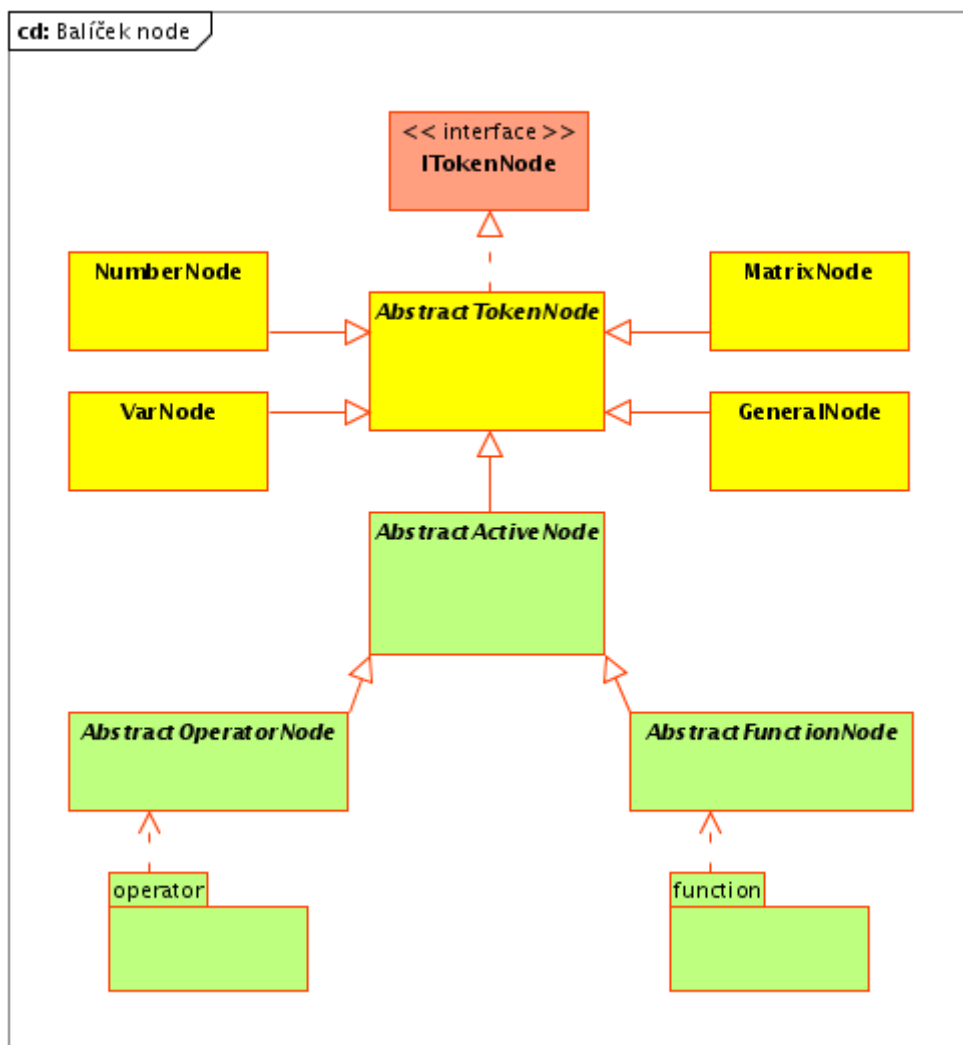 cd: Balíček node
<< interface >>
ITokenNode
NumberNode
MatrixNode
AbstractTokenNode
VarNode
GeneralNode
AbstractActiveNode
AbstractOperatorNode
AbstractFunctionNode
operator
function